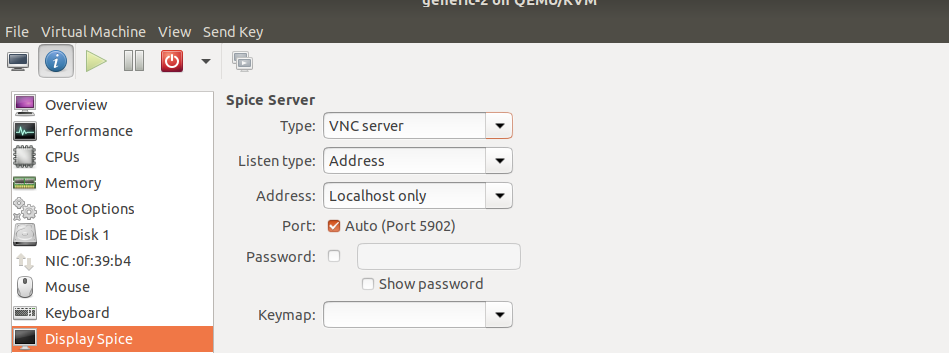 generic-2 on QEMU/KVM
File Virtual Machine View Send Key
Overview
Performance
CPUs
Memory
Boot Options
IDE Disk 1
NIC :0f:39:b4
Mouse
Keyboard
Display Spice
Spice Server
Type: VNC server
Listen type: Address
Address: Localhost only
Port: Auto (Port 5902)
Password:
Show password
Keymap: